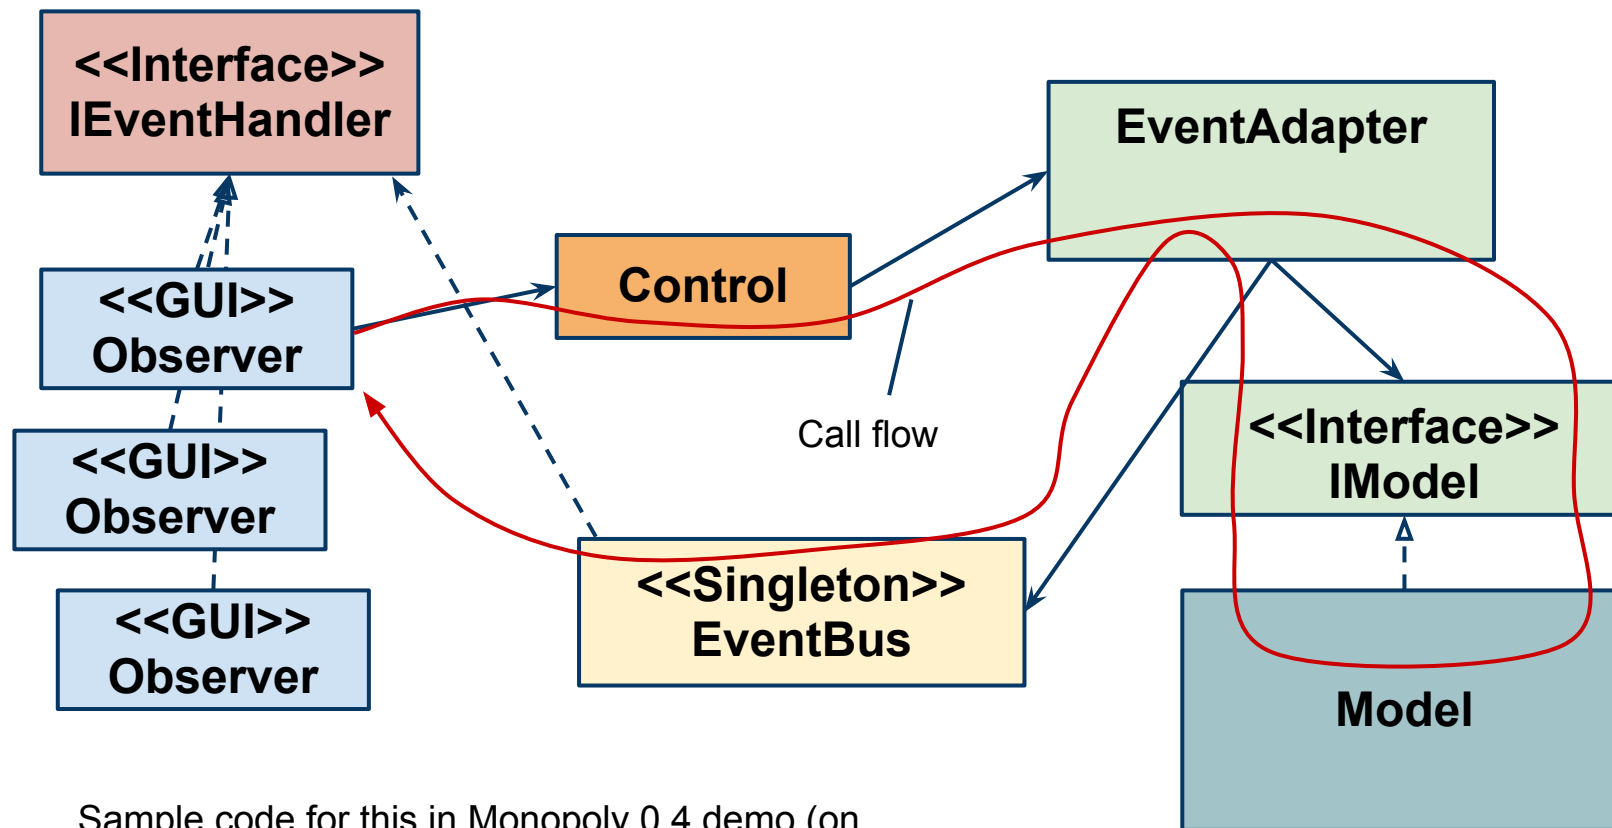 <<Interface>>
IEventHandler
EventAdapter
Control
<<GUI>>
Observer
Call flow
<<Interface>>
IModel
<<GUI>>
Observer
<<Singleton>>
EventBus
<<GUI>>
Observer
Model
Sample code for this in Monopoly 0.4 demo (on